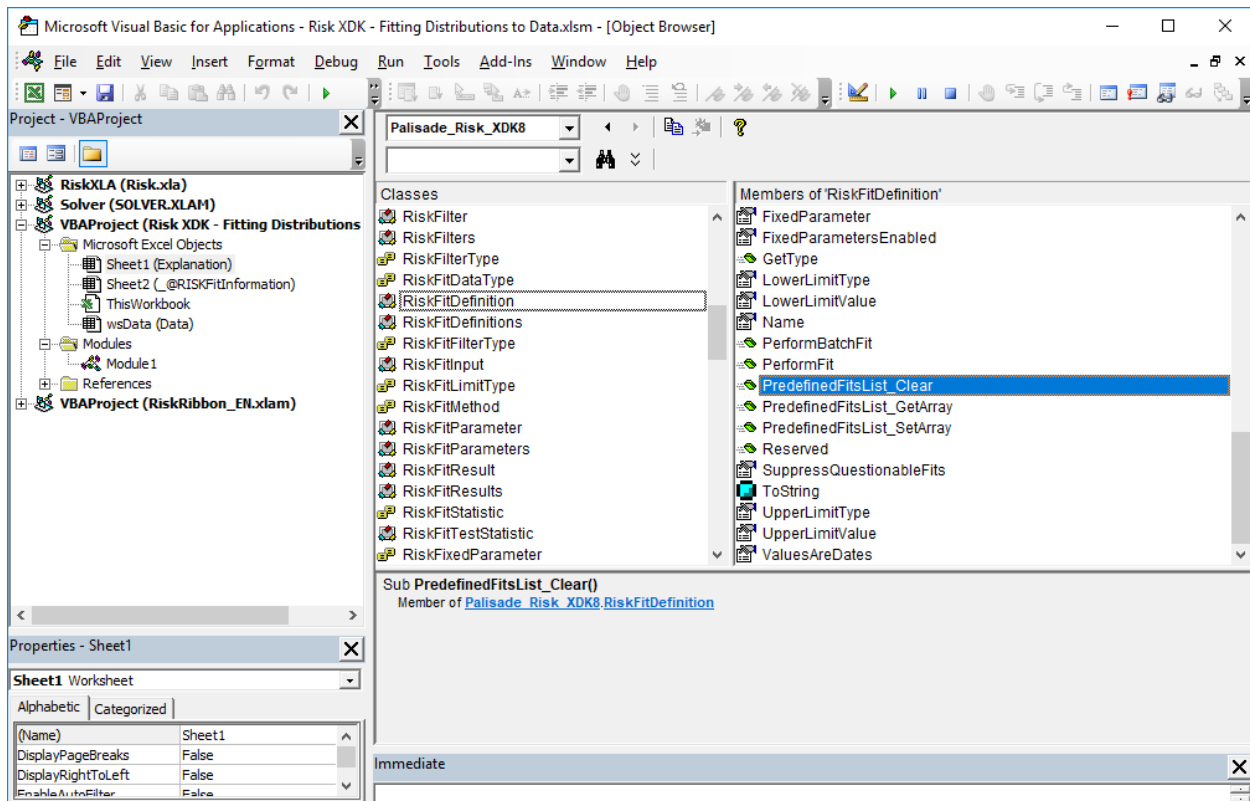 Microsoft Visual Basic for Applications - Risk XDK - Fitting Distributions to Data.xlsm - [Object Browser]
File Edit View Insert Format Debug Run Tools Add-Ins Window Help
Project - VBAProject
RiskXLA (Risk.xla)
Solver (SOLVER.XLAM)
VBAProject (Risk XDK - Fitting Distributions
Microsoft Excel Objects
Sheet1 (Explanation)
Sheet2 (_@RISKFitInformation)
ThisWorkbook
wsData (Data)
Modules
Module1
References
VBAProject (RiskRibbon_EN.xlam)
Properties - Sheet1
Sheet1 Worksheet
Alphabetic Categorized
(Name) Sheet1
DisplayPageBreaks False
DisplayRightToLeft False
EnableAutoFilter False
Palisade_Risk_XDK8
Classes
RiskFilter
RiskFilters
RiskFilterType
RiskFitDataType
RiskFitDefinition
RiskFitDefinitions
RiskFitFilterType
RiskFitInput
RiskFitLimitType
RiskFitMethod
RiskFitParameter
RiskFitParameters
RiskFitResult
RiskFitResults
RiskFitStatistic
RiskFitTestStatistic
RiskFixedParameter
Members of 'RiskFitDefinition'
FixedParameter
FixedParametersEnabled
GetType
LowerLimitType
LowerLimitValue
Name
PerformBatchFit
PerformFit
PredefinedFitsList_Clear
PredefinedFitsList_GetArray
PredefinedFitsList_SetArray
Reserved
SuppressQuestionableFits
ToString
UpperLimitType
UpperLimitValue
ValuesAreDates
Sub PredefinedFitsList_Clear()
Member of Palisade_Risk_XDK8.RiskFitDefinition
Immediate